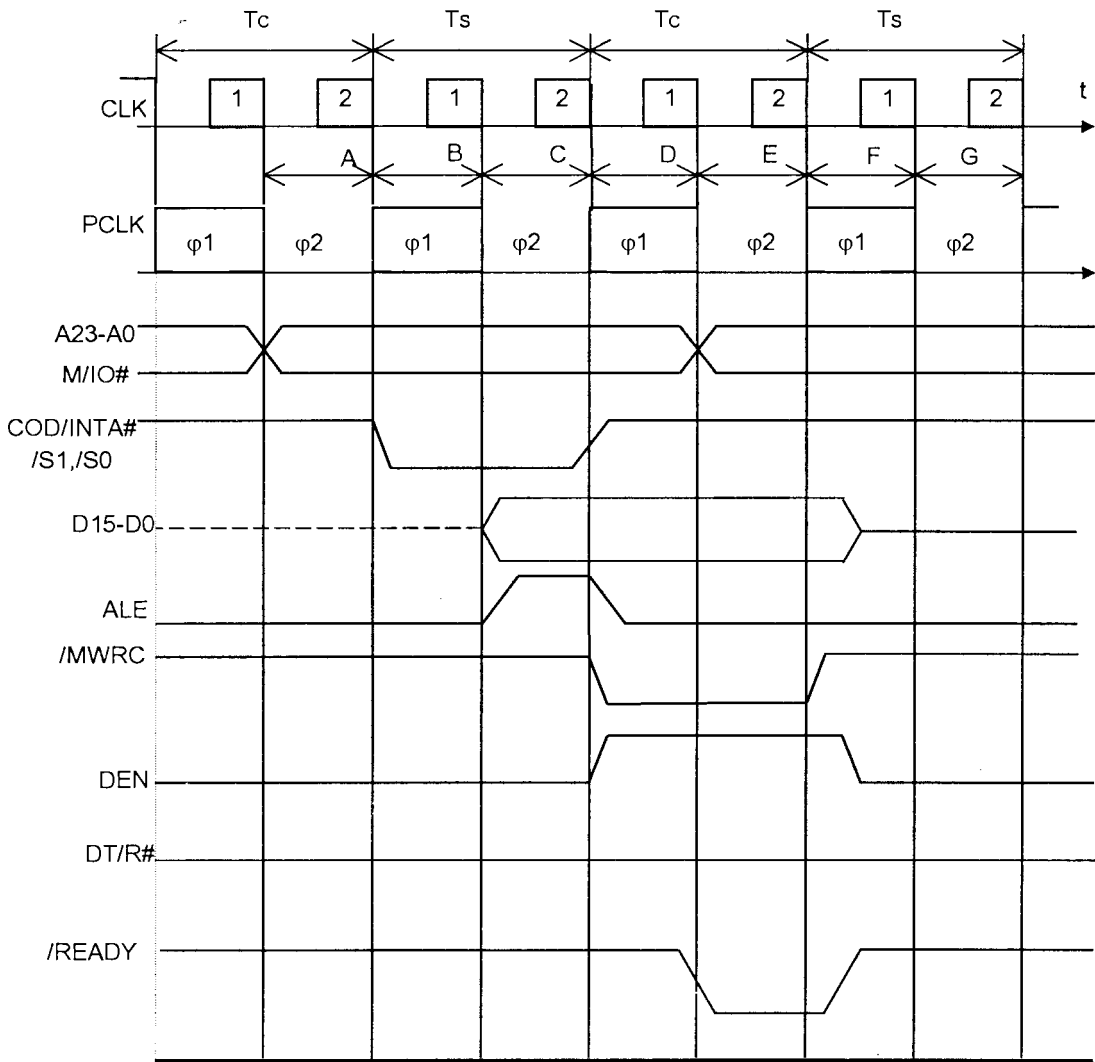 Tc Ts Tc Ts
CLK 1 2 1 2 1 2 1 2 t
A B C D E F G
PCLK φ1 φ2 φ1 φ2 φ1 φ2 φ1 φ2
A23-A0
M/IO#
COD/INTA#
/S1,/S0
D15-D0
ALE
/MWRC
DEN
DT/R#
/READY